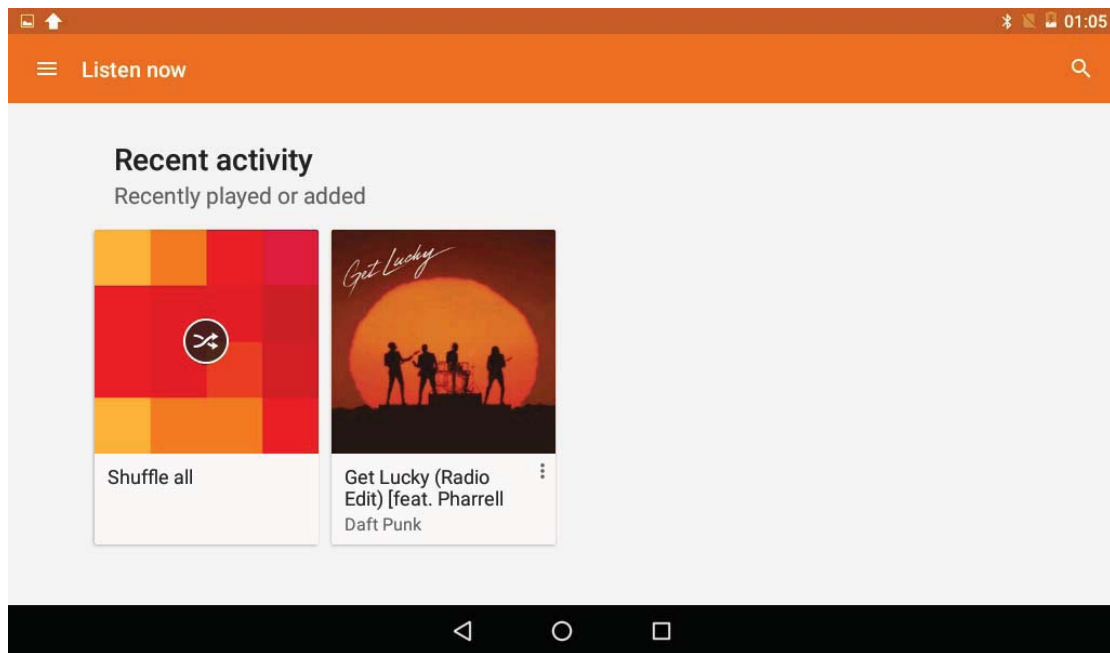 01:05
Listen now
Recent activity
Recently played or added
Get Lucky
Shuffle all
Get Lucky (Radio
Edit) [feat. Pharrell
Daft Punk